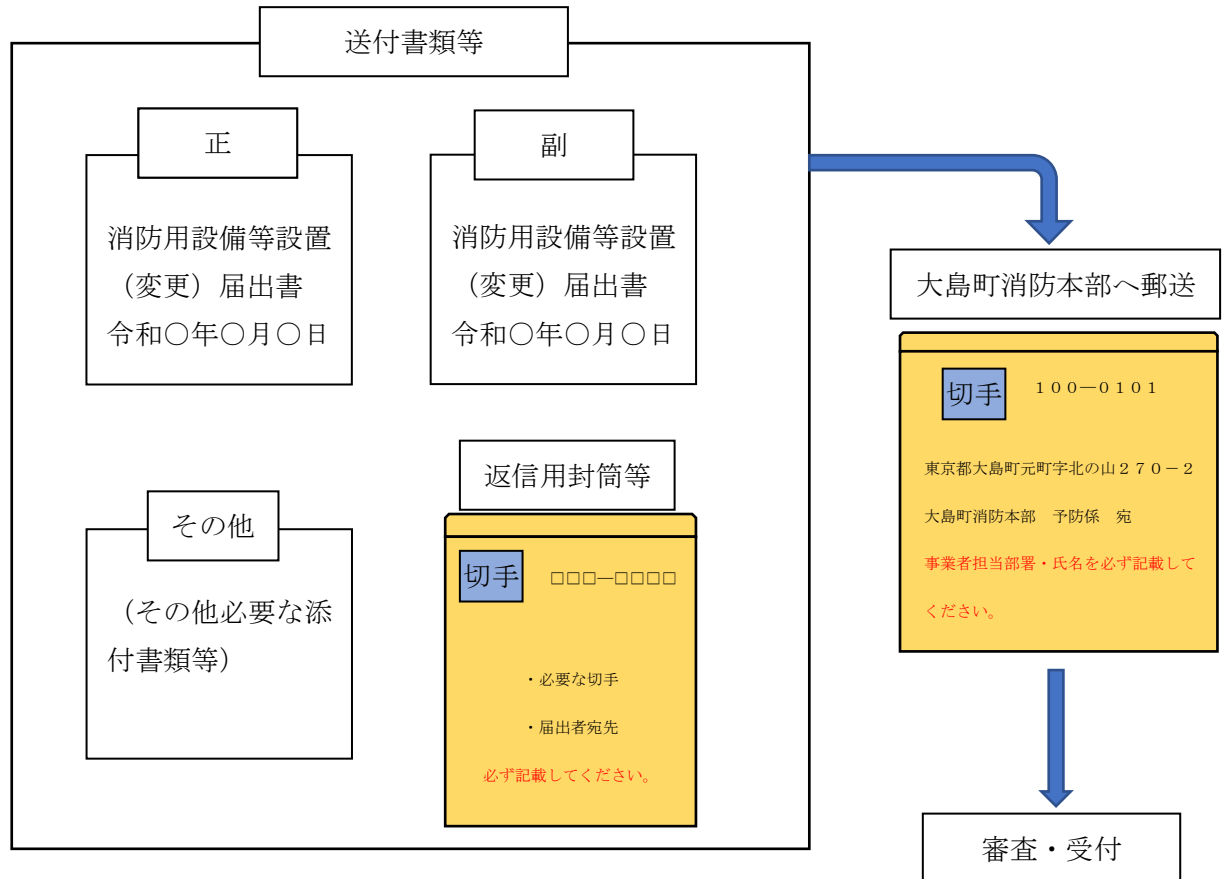 送付書類等
正
消防用設備等設置
（変更）届出書
令和〇年〇月〇日
副
消防用設備等設置
（変更）届出書
令和〇年〇月〇日
その他
（その他必要な添
付書類等）
返信用封筒等
切手 □□□―□□□□
・必要な切手
・届出者宛先
必ず記載してください。
大島町消防本部へ郵送
切手 １００―０１０１
東京都大島町元町字北の山２７０－２
大島町消防本部　予防係　宛
事業者担当部署・氏名を必ず記載して
ください。
審査・受付